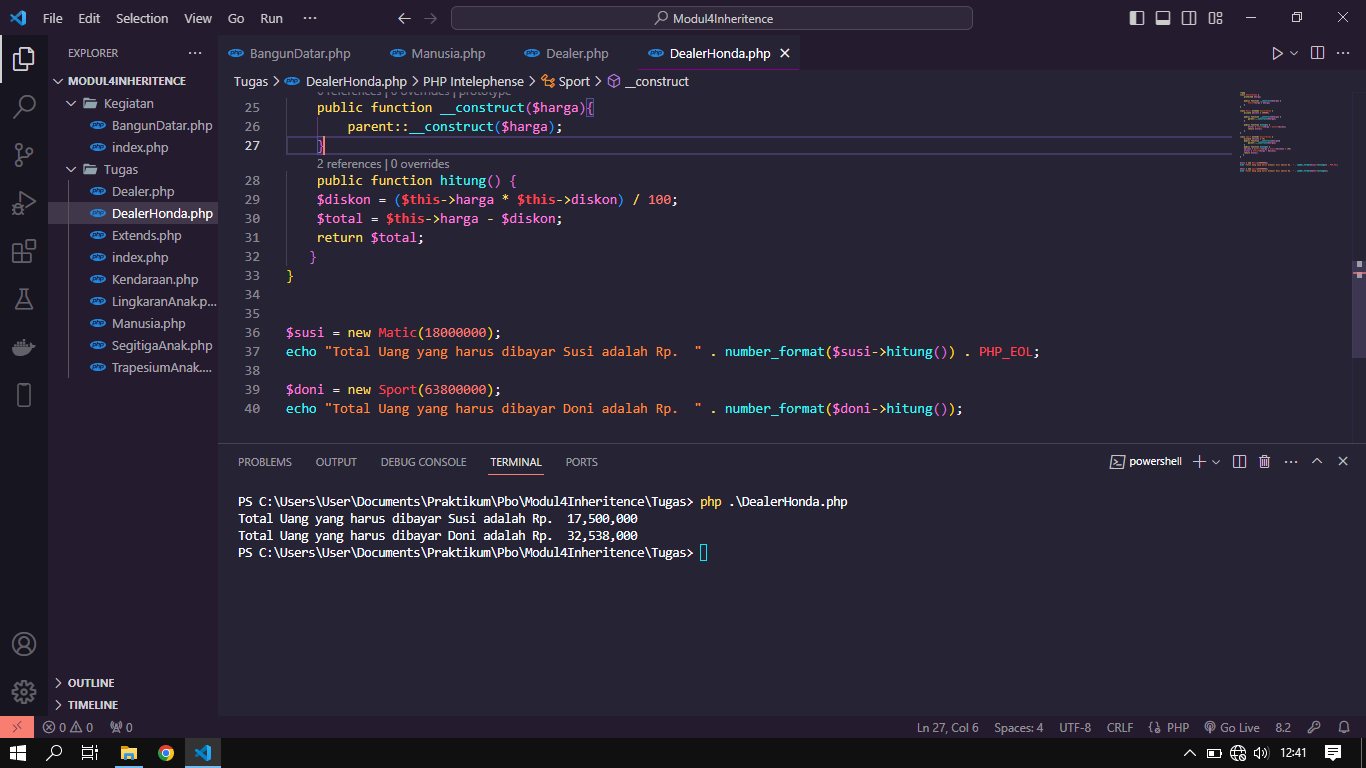 File Edit Selection View Go Run ··· Modul4Inheritence
EXPLORER ···
MODUL4INHERITENCE
Kegiatan
BangunDatar.php
index.php
Tugas
Dealer.php
DealerHonda.php
Extends.php
index.php
Kendaraan.php
LingkaranAnak.p...
Manusia.php
SegitigaAnak.php
TrapesiumAnak....
OUTLINE
TIMELINE
BangunDatar.php Manusia.php Dealer.php DealerHonda.php
Tugas > DealerHonda.php > PHP Intelephense > Sport > __construct
0 references | 0 overrides | prototype
25 public function __construct($harga){
26 parent::__construct($harga);
27 }
2 references | 0 overrides
28 public function hitung() {
29 $diskon = ($this->harga * $this->diskon) / 100;
30 $total = $this->harga - $diskon;
31 return $total;
32 }
33 }
34
35
36 $susi = new Matic(18000000);
37 echo "Total Uang yang harus dibayar Susi adalah Rp.  " . number_format($susi->hitung()) . PHP_EOL;
38
39 $doni = new Sport(63800000);
40 echo "Total Uang yang harus dibayar Doni adalah Rp.  " . number_format($doni->hitung());
PROBLEMS OUTPUT DEBUG CONSOLE TERMINAL PORTS powershell
PS C:\Users\User\Documents\Praktikum\Pbo\Modul4Inheritence\Tugas> php .\DealerHonda.php
Total Uang yang harus dibayar Susi adalah Rp.  17,500,000
Total Uang yang harus dibayar Doni adalah Rp.  32,538,000
PS C:\Users\User\Documents\Praktikum\Pbo\Modul4Inheritence\Tugas>
0 0 0 Ln 27, Col 6 Spaces: 4 UTF-8 CRLF {} PHP Go Live 8.2
12:41